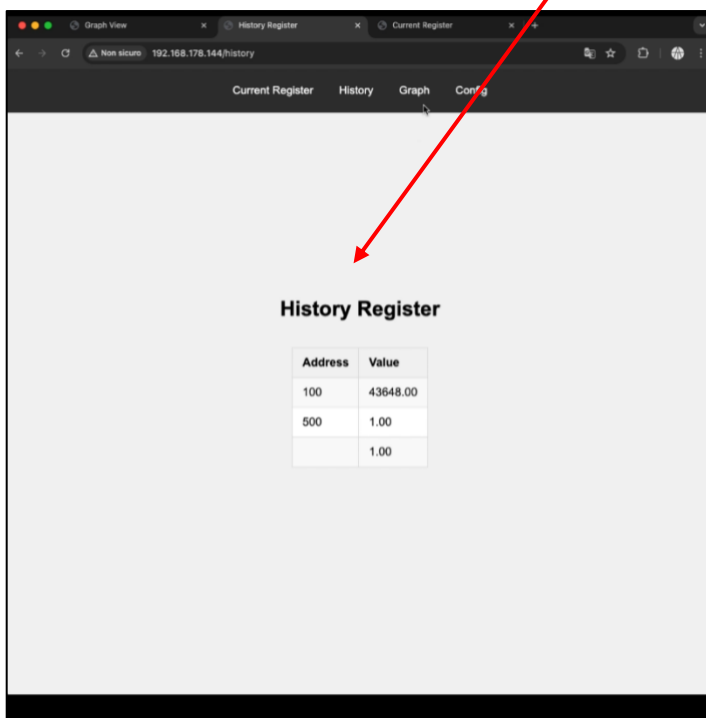 Graph View
History Register
Current Register
Non sicuro 192.168.178.144/history
Current Register History Graph Config
History Register
Address Value
100 43648.00
500 1.00
1.00